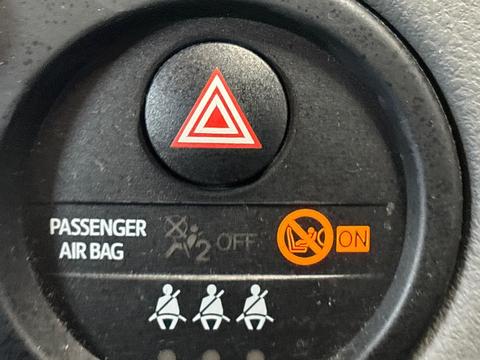 PASSENGER
AIR BAG
2 OFF
ON